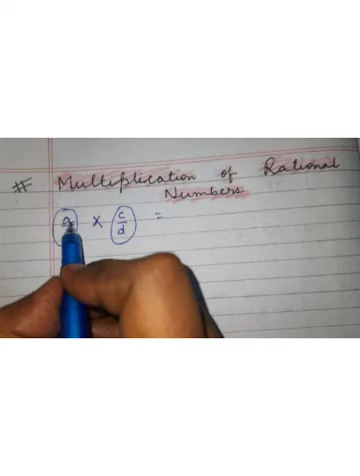 # Multiplication of Rational
Numbers
a × c/d =